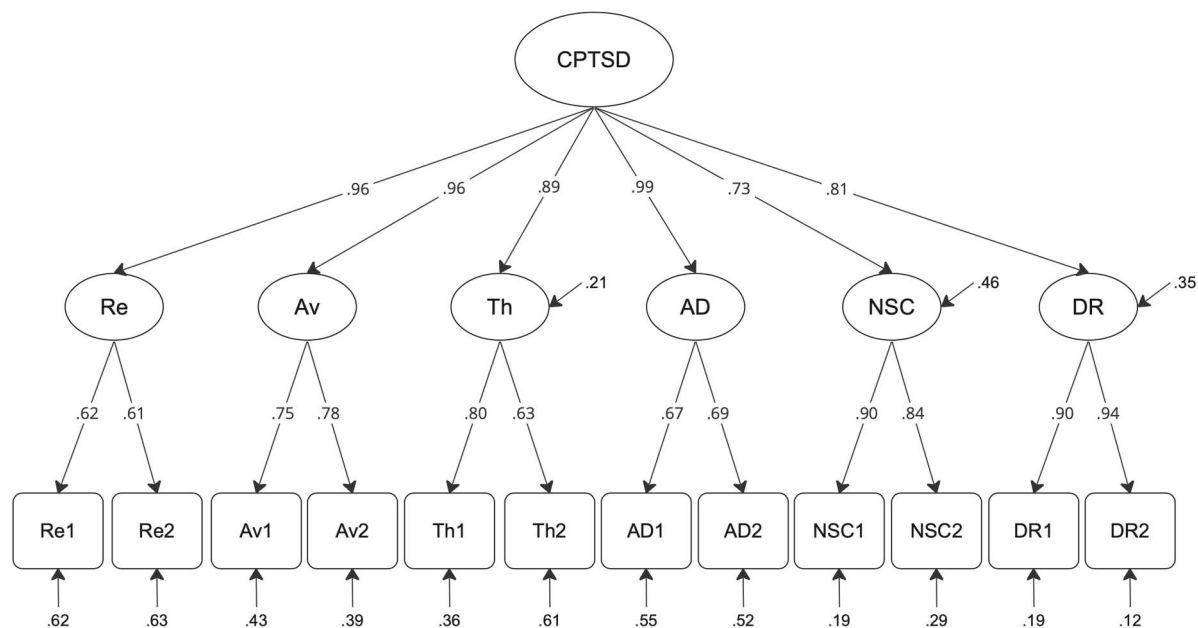 CPTSD
.96 .96 .89 .99 .73 .81
Re Av Th .21 AD NSC .46 DR .35
.62 .61 .75 .78 .80 .63 .67 .69 .90 .84 .90 .94
Re1 Re2 Av1 Av2 Th1 Th2 AD1 AD2 NSC1 NSC2 DR1 DR2
.62 .63 .43 .39 .36 .61 .55 .52 .19 .29 .19 .12